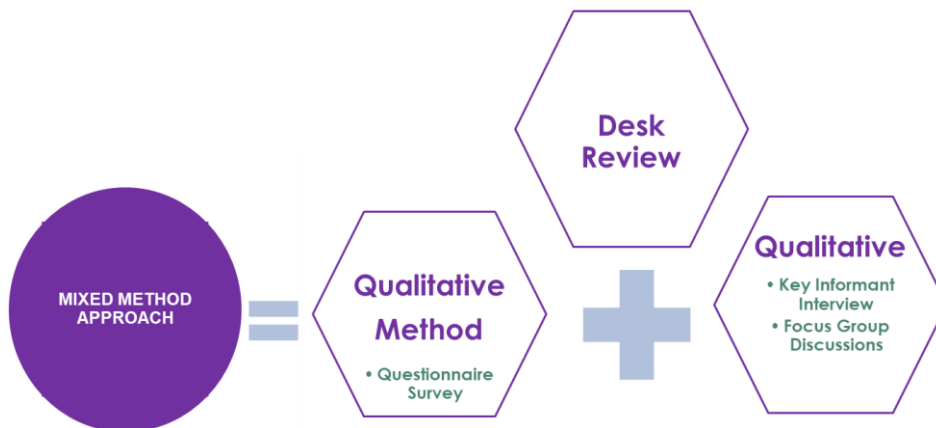 MIXED METHOD
APPROACH
Qualitative
Method
• Questionnaire
Survey
Desk
Review
Qualitative
• Key Informant
Interview
• Focus Group
Discussions